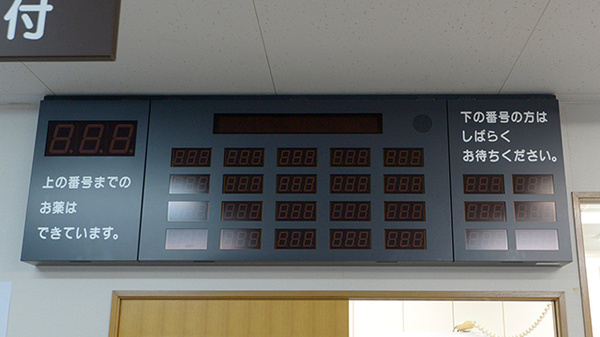 付
上の番号までの
お薬は
できています。
下の番号の方は
しばらく
お待ちください。